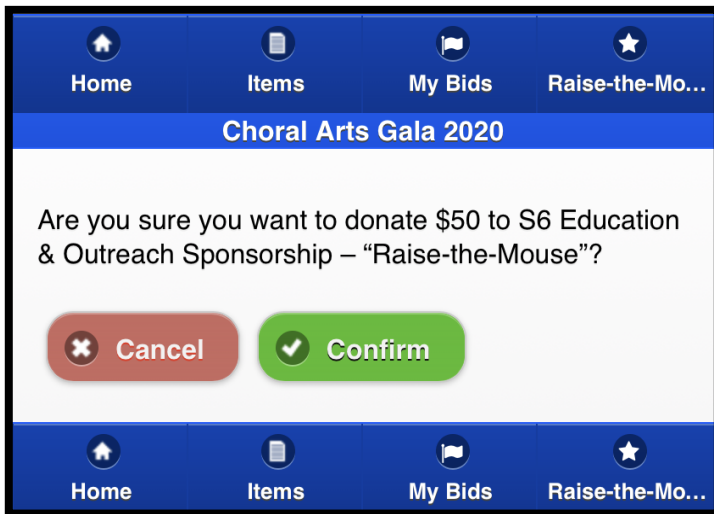 Home Items My Bids Raise-the-Mo...
Choral Arts Gala 2020
Are you sure you want to donate $50 to S6 Education
& Outreach Sponsorship – “Raise-the-Mouse”?
Cancel Confirm
Home Items My Bids Raise-the-Mo...